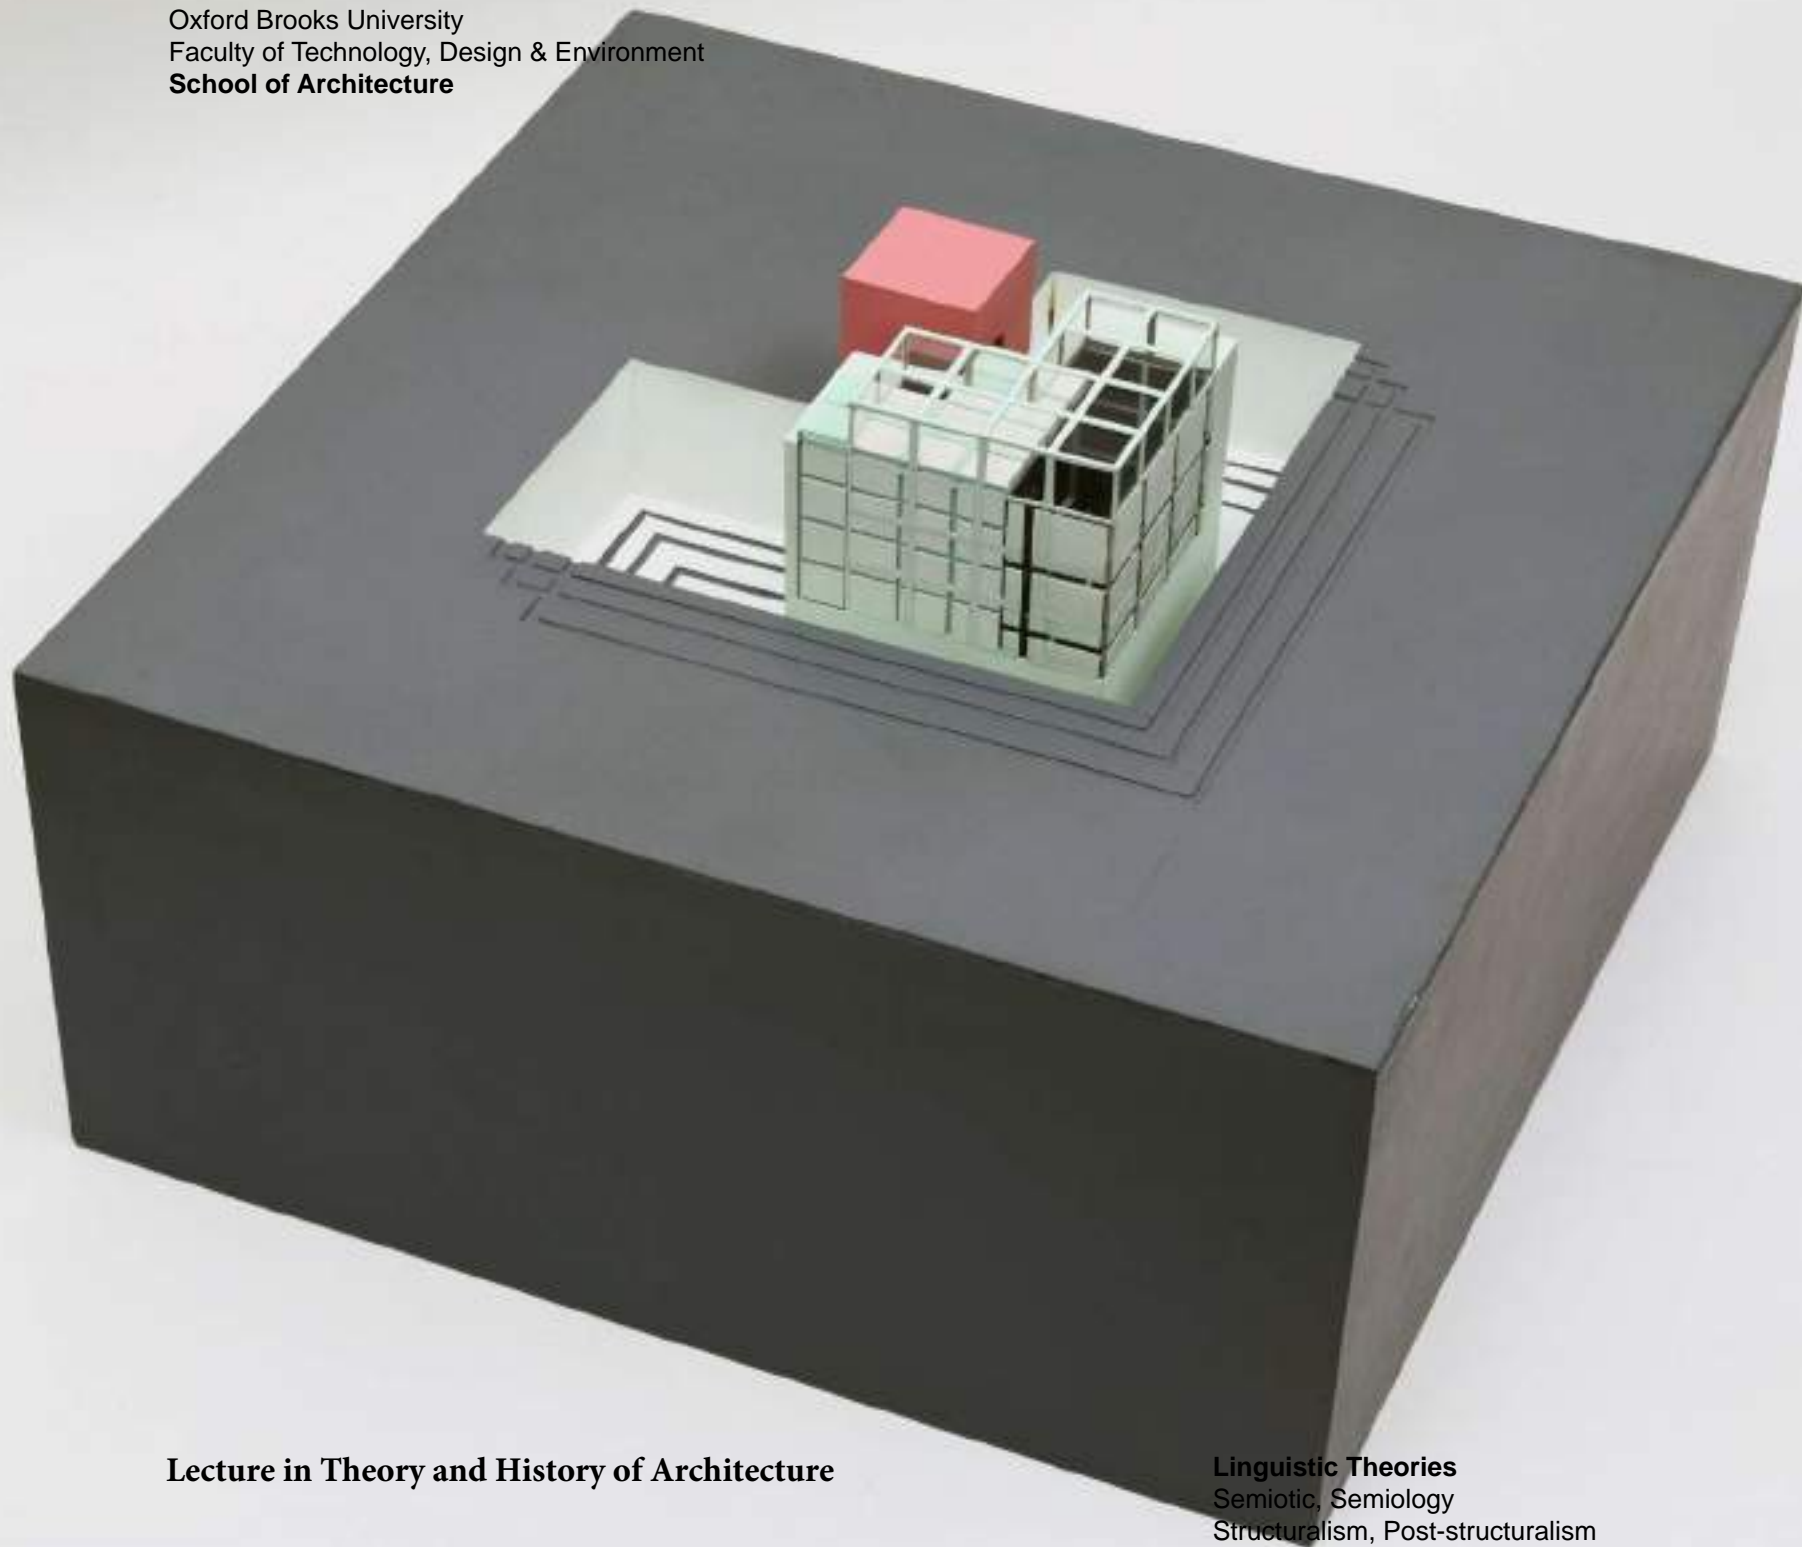 Oxford Brooks University
Faculty of Technology, Design & Environment
School of Architecture
Lecture in Theory and History of Architecture
Linguistic Theories
Semiotic, Semiology
Structuralism, Post-structuralism